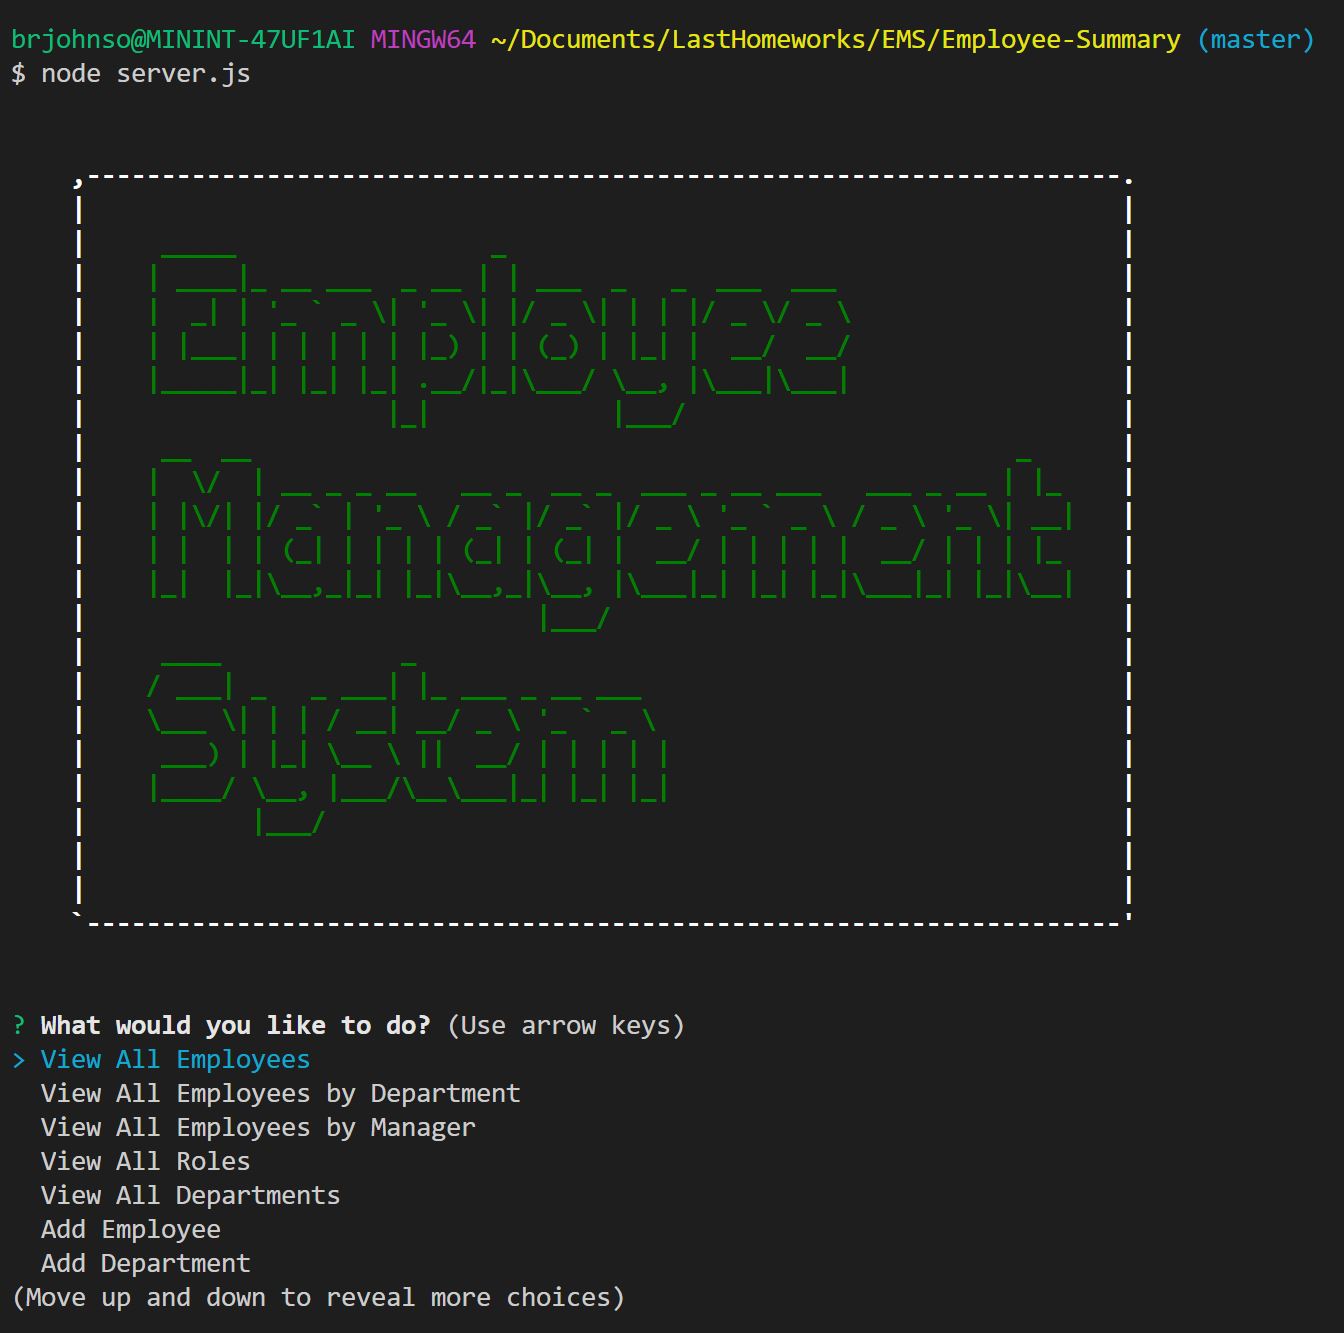 brjohnso@MININT-47UF1AI MINGW64 ~/Documents/LastHomeworks/EMS/Employee-Summary (master)
$ node server.js
Employee
Management
System
? What would you like to do? (Use arrow keys)
> View All Employees
View All Employees by Department
View All Employees by Manager
View All Roles
View All Departments
Add Employee
Add Department
(Move up and down to reveal more choices)